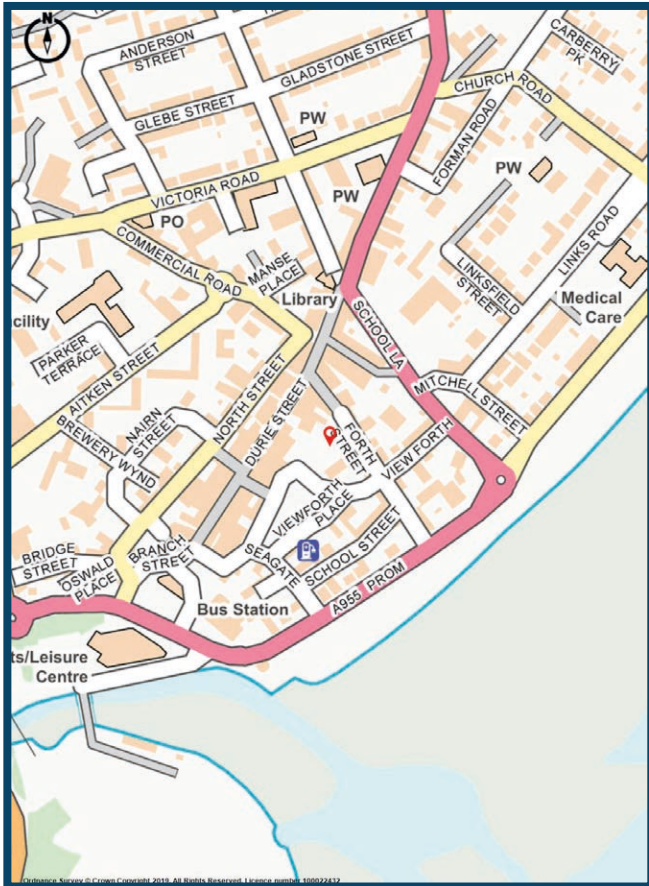 N
CARBERRY
PK
ANDERSON
STREET
GLADSTONE STREET
CHURCH ROAD
GLEBE STREET
PW
FORMAN ROAD
PW
VICTORIA ROAD
PW
PO
COMMERCIAL ROAD
MANSE
PLACE
LINKS ROAD
LINKSFIELD
STREET
Library
Medical
Care
cility
SCHOOL LA
PARKER
TERRACE
AITKEN STREET
NORTH STREET
DURIE STREET
MITCHELL STREET
NAIRN
STREET
BREWERY WYND
FORTH
STREET
VIEW FORTH
VIEWFORTH
PLACE
BRIDGE
STREET
OSWALD
PLACE
BRANCH
STREET
SEAGATE
SCHOOL STREET
A955 PROM
Bus Station
ts/Leisure
Centre
Ordnance Survey © Crown Copyright 2019. All Rights Reserved. Licence number 100022432